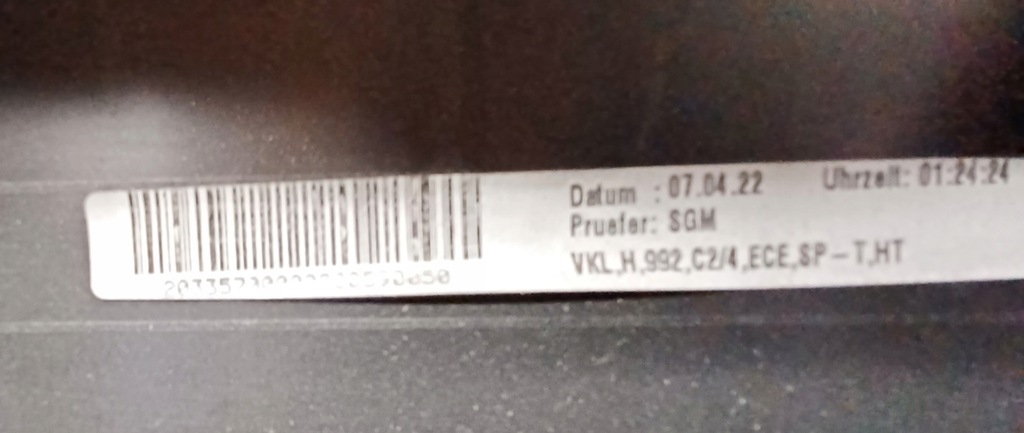 Datum : 07.04.22 Uhrzeit: 01:24:24
Pruefer: SGM
VKL,H,992,C2/4,ECE,SP-T,HT